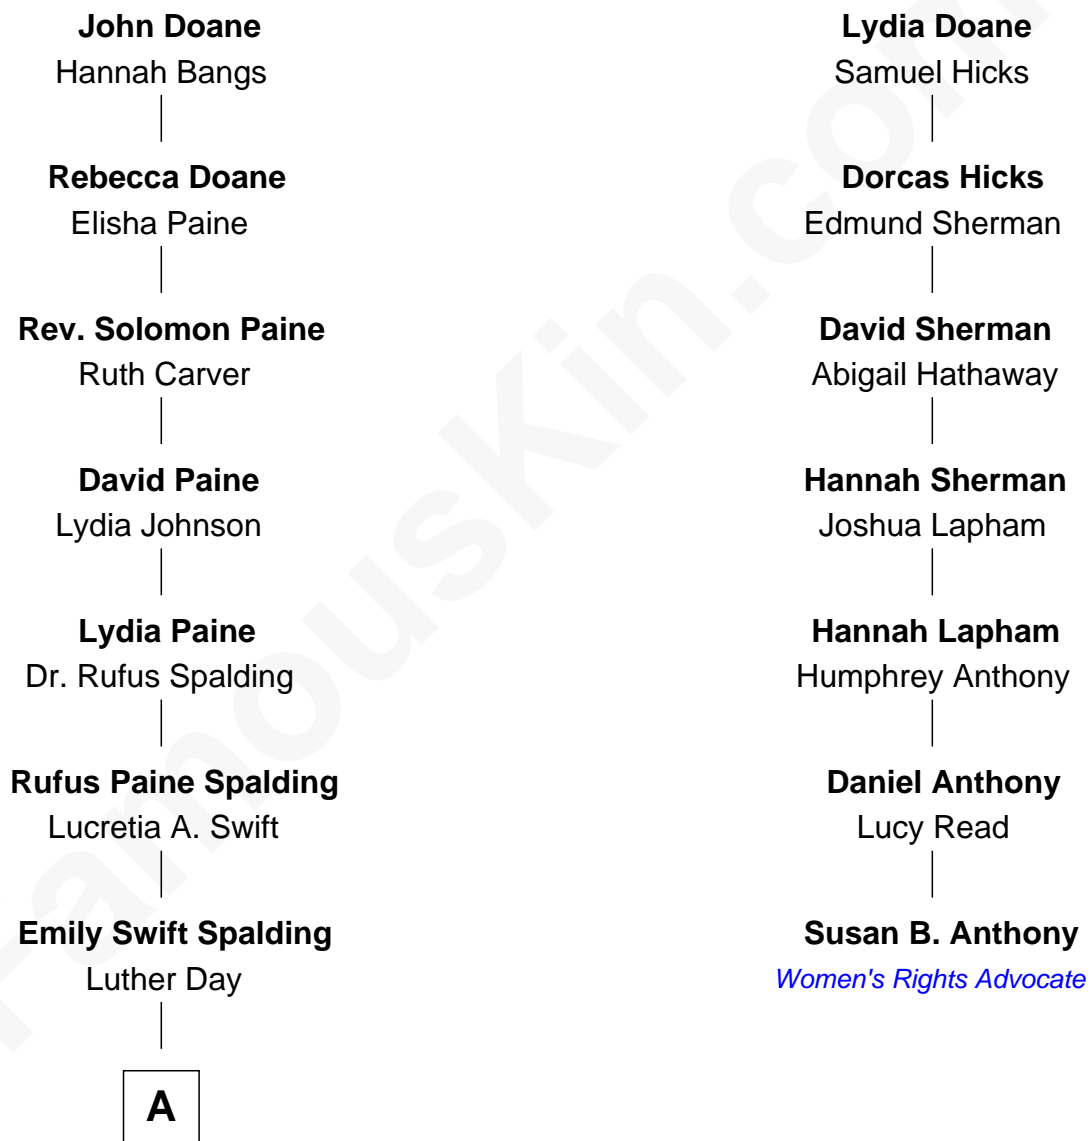 John Doane
Hannah Bangs
Rebecca Doane
Elisha Paine
Rev. Solomon Paine
Ruth Carver
David Paine
Lydia Johnson
Lydia Paine
Dr. Rufus Spalding
Rufus Paine Spalding
Lucretia A. Swift
Emily Swift Spalding
Luther Day
A
Lydia Doane
Samuel Hicks
Dorcas Hicks
Edmund Sherman
David Sherman
Abigail Hathaway
Hannah Sherman
Joshua Lapham
Hannah Lapham
Humphrey Anthony
Daniel Anthony
Lucy Read
Susan B. Anthony
Women's Rights Advocate
FamousKin.com